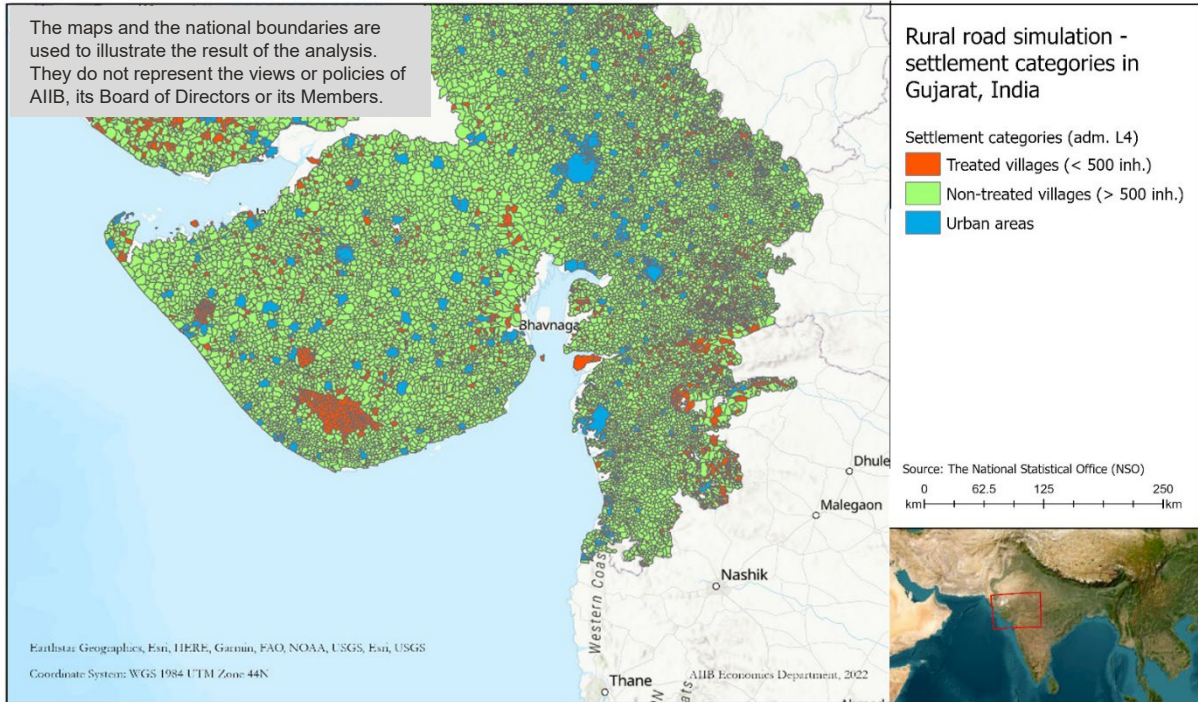 The maps and the national boundaries are
used to illustrate the result of the analysis.
They do not represent the views or policies of
AIIB, its Board of Directors or its Members.
Rural road simulation -
settlement categories in
Gujarat, India
Settlement categories (adm. L4)
Treated villages (< 500 inh.)
Non-treated villages (> 500 inh.)
Urban areas
Bhavnaga
Dhule
Malegaon
Nashik
Western Coas
Thane
Source: The National Statistical Office (NSO)
0 62.5 125 250
km km
Earthstar Geographics, Esri, HERE, Garmin, FAO, NOAA, USGS, Esri, USGS
Coordinate System: WGS 1984 UTM Zone 44N
AIIB Economics Department, 2022